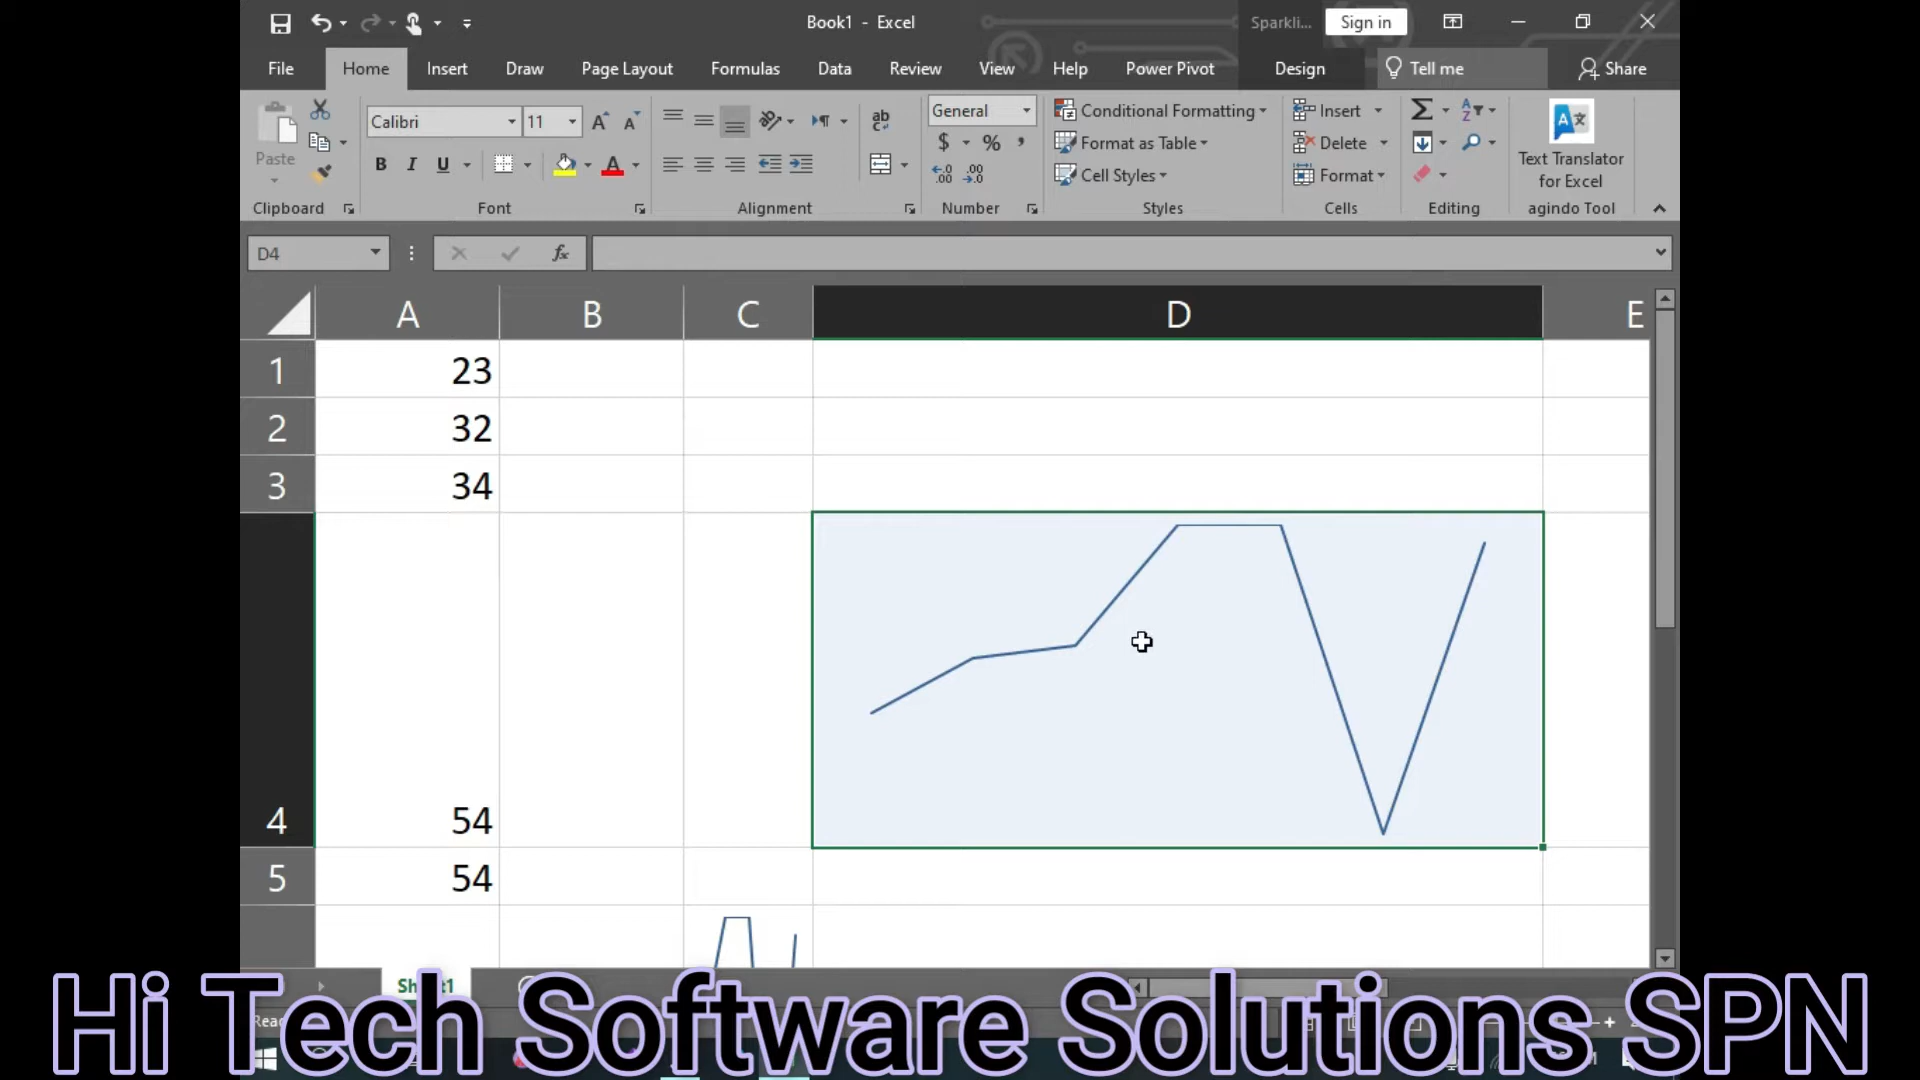 Book1 - Excel
Sparkli...
Sign in
File Home Insert Draw Page Layout Formulas Data Review View Help Power Pivot Design Tell me Share
Paste
Calibri 11
B I U
A
ab
General
$ % ,
Conditional Formatting
Format as Table
Cell Styles
Insert
Delete
Format
Text Translator
for Excel
Clipboard Font Alignment Number Styles Cells Editing agindo Tool
D4 fx
A B C D E
1 23
2 32
3 34
4 54
5 54
Hi Tech Software Solutions SPN